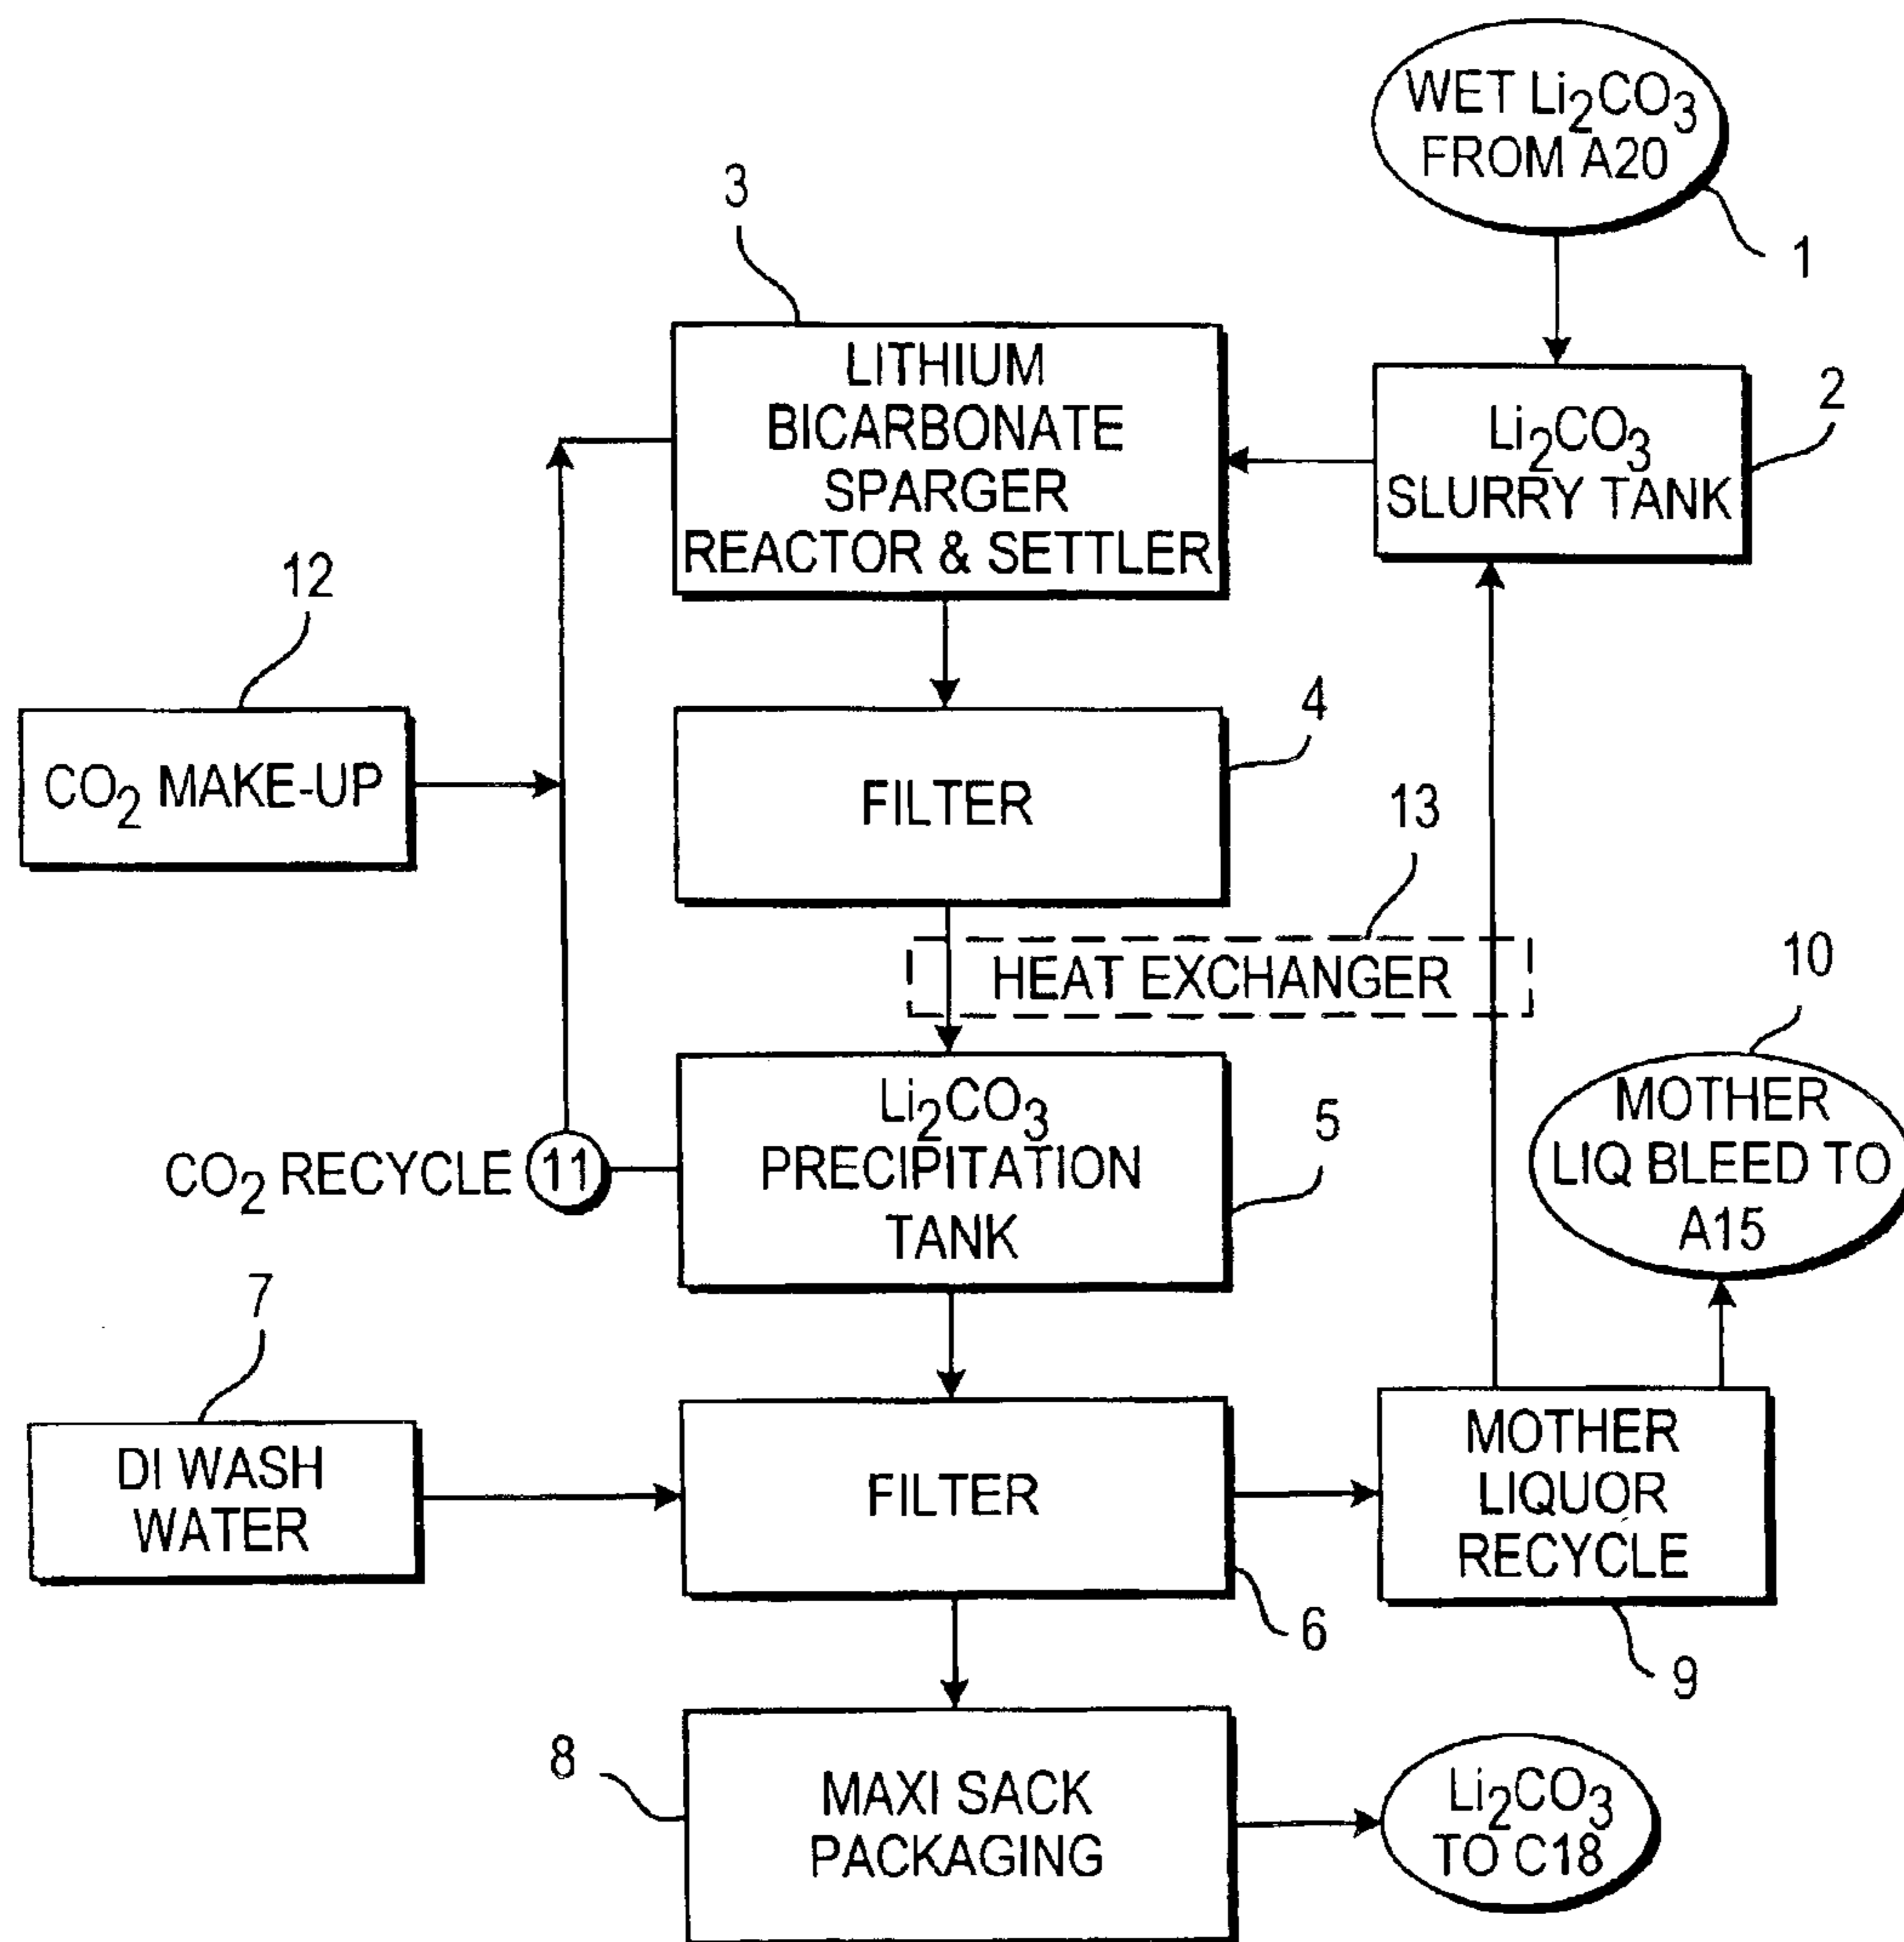 WET Li2CO3
FROM A20
1
3
LITHIUM
BICARBONATE
SPARGER
REACTOR & SETTLER
Li2CO3
SLURRY TANK
2
12
CO2 MAKE-UP
4
FILTER
13
HEAT EXCHANGER
10
MOTHER
LIQ BLEED TO
A15
Li2CO3
PRECIPITATION
TANK
5
CO2 RECYCLE 11
7
DI WASH
WATER
FILTER
6
MOTHER
LIQUOR
RECYCLE
9
8
MAXI SACK
PACKAGING
Li2CO3
TO C18